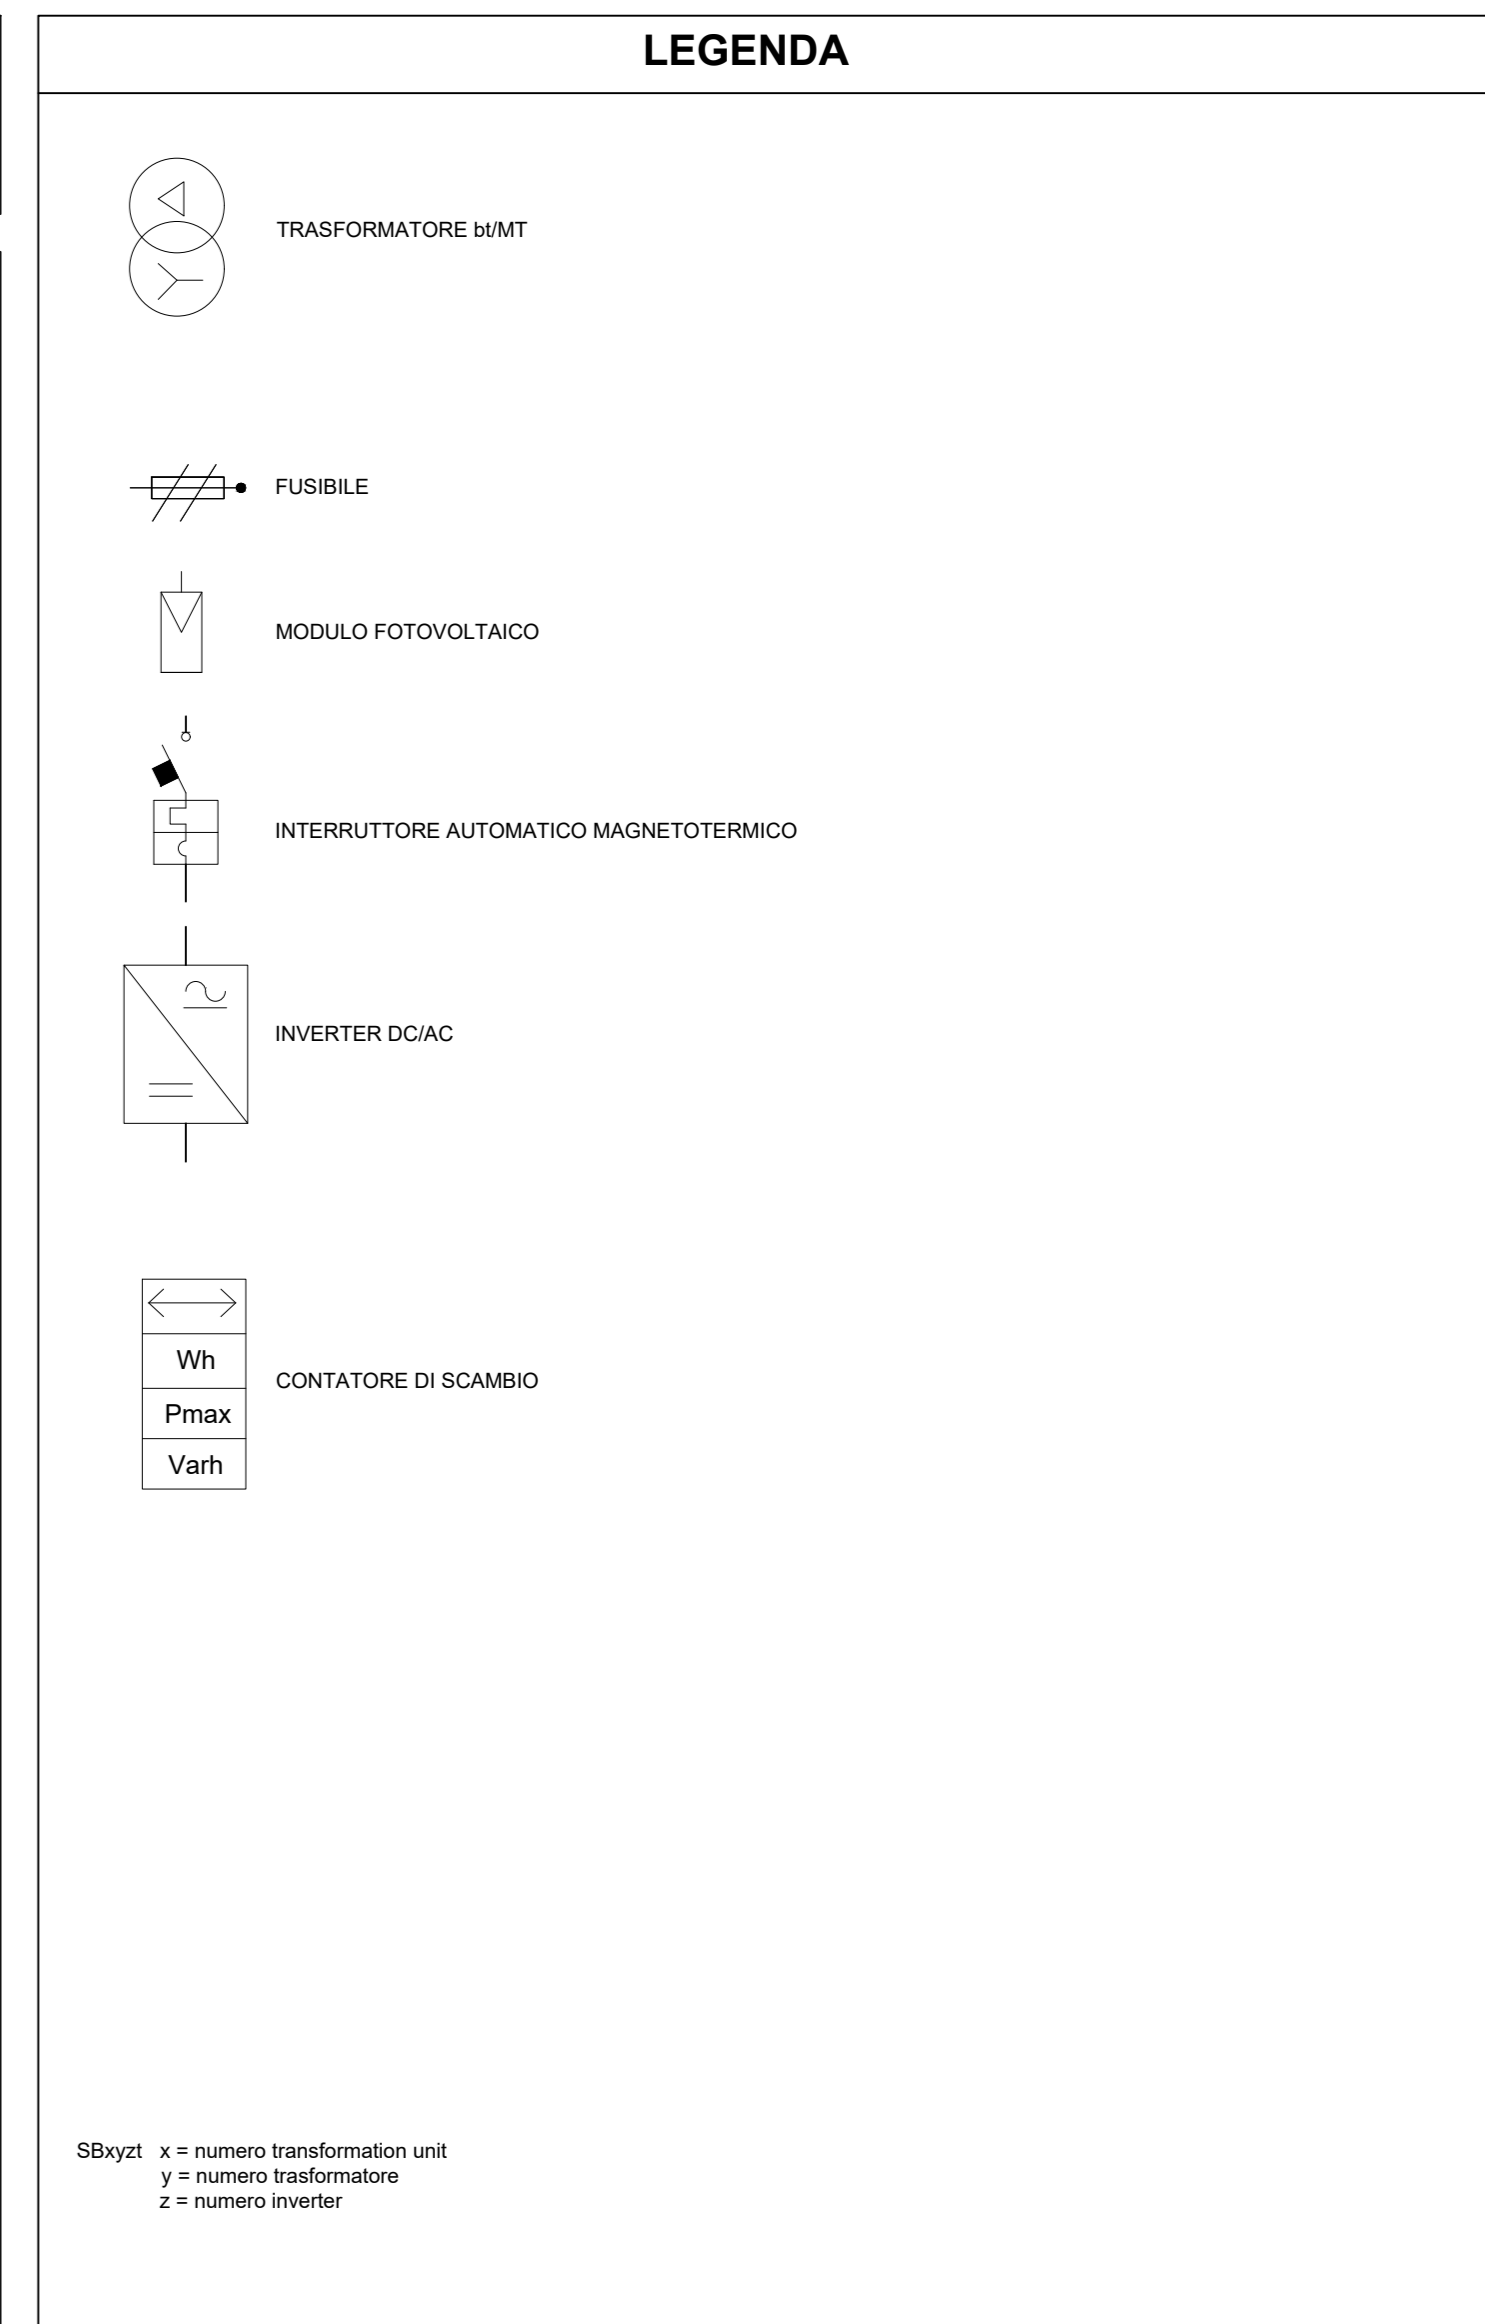 LEGENDA
TRASFORMATORE bt/MT
FUSIBILE
MODULO FOTOVOLTAICO
INTERRUTTORE AUTOMATICO MAGNETOTERMICO
INVERTER DC/AC
Wh
Pmax
Varh
CONTATORE DI SCAMBIO
SBxyzt x = numero transformation unit
y = numero trasformatore
z = numero inverter